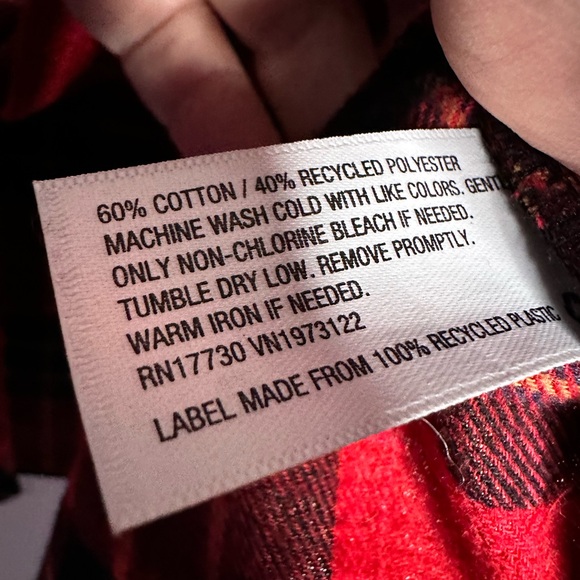 60% COTTON / 40% RECYCLED POLYESTER
MACHINE WASH COLD WITH LIKE COLORS.
ONLY NON-CHLORINE BLEACH IF NEEDED.
TUMBLE DRY LOW. REMOVE PROMPTLY.
WARM IRON IF NEEDED.
RN17730 VN1973122
LABEL MADE FROM 100% RECYCLED PLASTIC